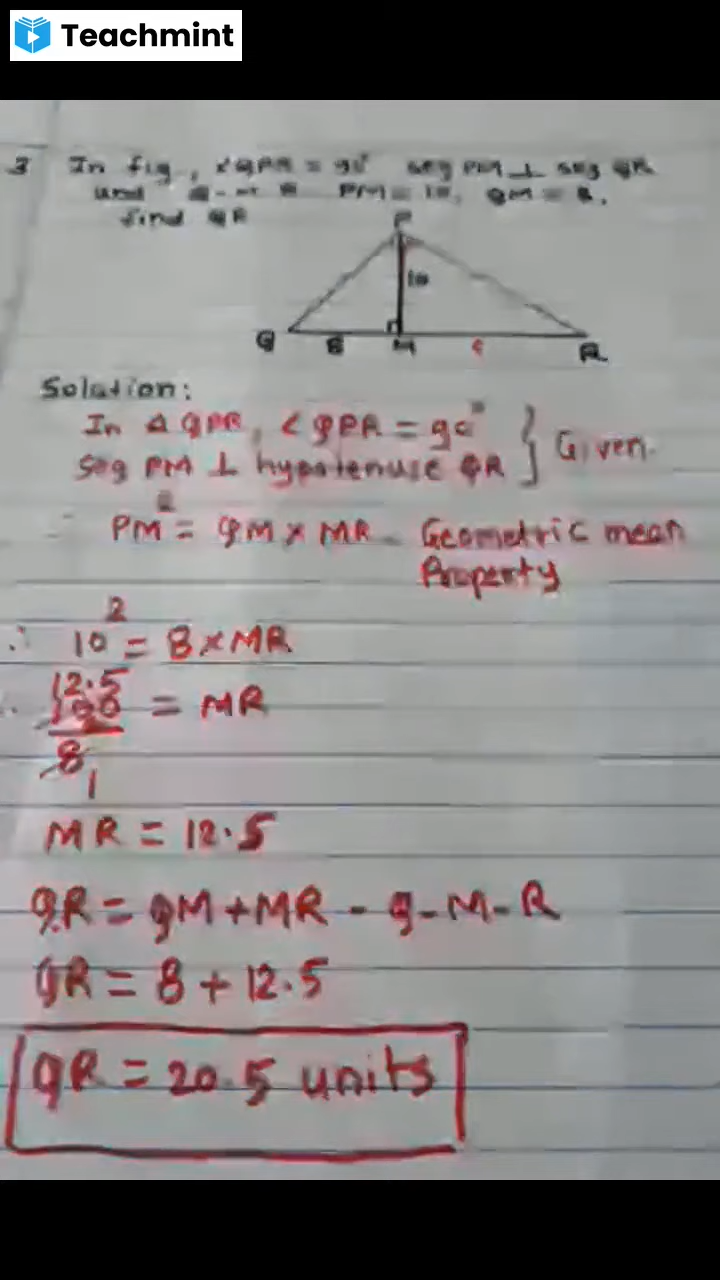 Teachmint
3 In fig, ∠QPR = 90° seg PM ⊥ seg QR
and Q-M-R PM = 10, QM = 8,
find QR
P
10
Q 8 M R
Solution:
In △QPR, ∠QPR = 90° } Given.
seg PM ⊥ hypotenuse QR
∴ PM² = QM × MR - Geometric mean
Property
∴ 10² = 8 × MR
12.5
∴ 100 = MR
8
1
MR = 12.5
QR = QM + MR - Q-M-R
QR = 8 + 12.5
QR = 20.5 units